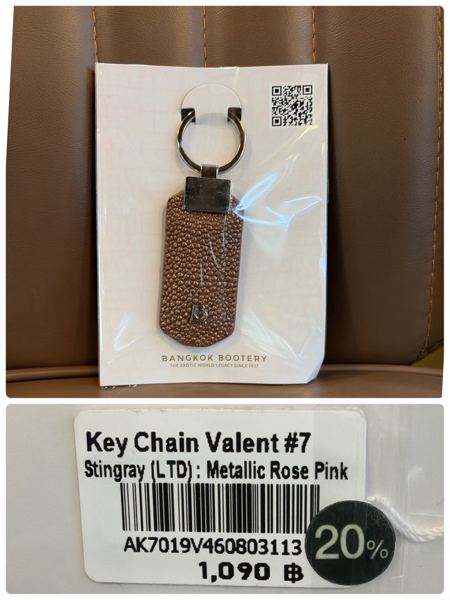 B
BANGKOK BOOTERY
THE EXOTIC WORLD LEGACY SINCE 1937
Key Chain Valent #7
Stingray (LTD) : Metallic Rose Pink
AK7019V460803113
1,090 ฿
20%